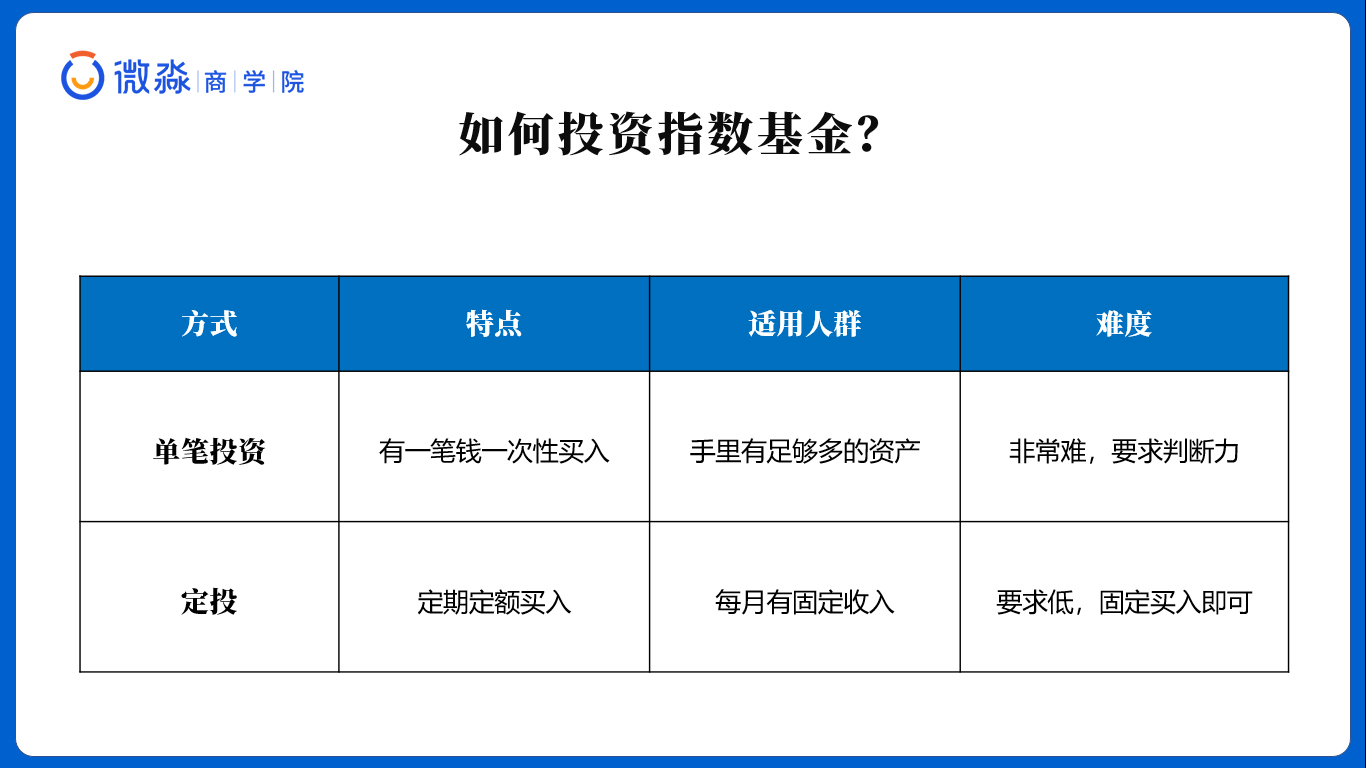 微淼|商|学|院
如何投资指数基金？
方式 特点 适用人群 难度
单笔投资 有一笔钱一次性买入 手里有足够多的资产 非常难，要求判断力
定投 定期定额买入 每月有固定收入 要求低，固定买入即可